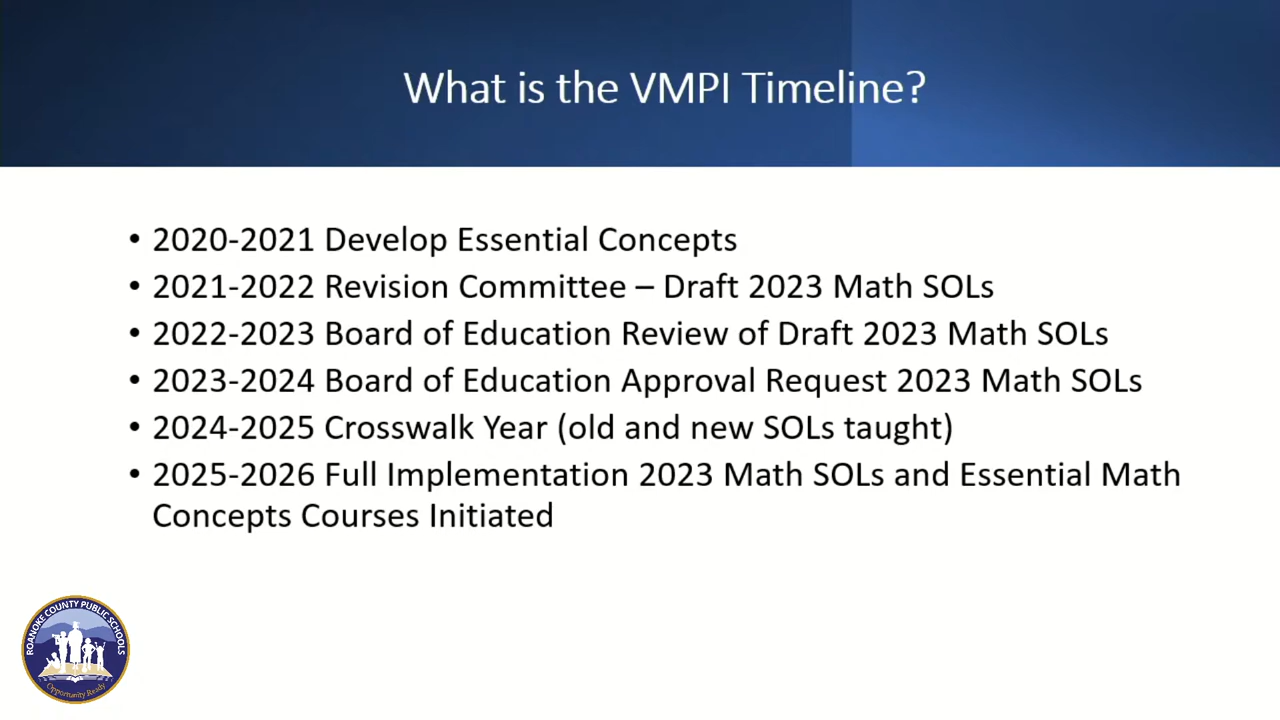 What is the VMPI Timeline?
• 2020-2021 Develop Essential Concepts
• 2021-2022 Revision Committee – Draft 2023 Math SOLs
• 2022-2023 Board of Education Review of Draft 2023 Math SOLs
• 2023-2024 Board of Education Approval Request 2023 Math SOLs
• 2024-2025 Crosswalk Year (old and new SOLs taught)
• 2025-2026 Full Implementation 2023 Math SOLs and Essential Math
Concepts Courses Initiated
ROANOKE COUNTY PUBLIC SCHOOLS
Opportunity Ready